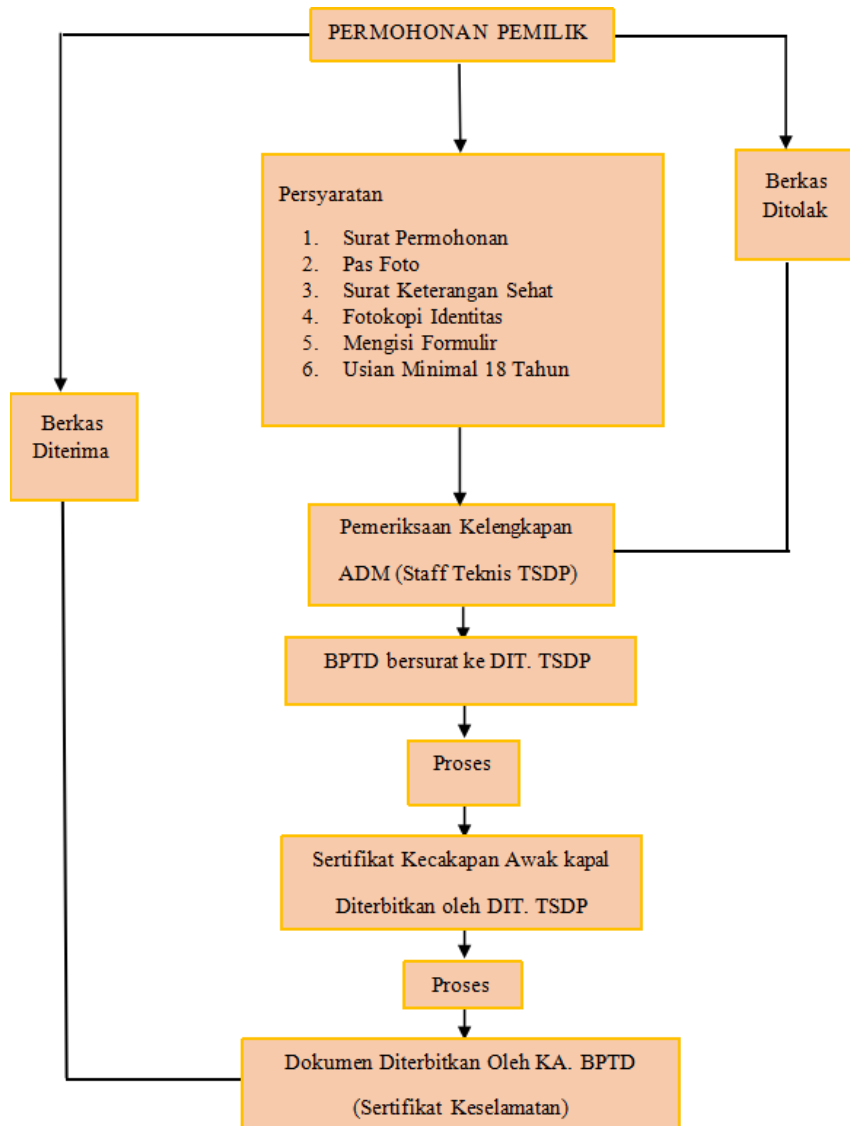 PERMOHONAN PEMILIK
Persyaratan
1. Surat Permohonan
2. Pas Foto
3. Surat Keterangan Sehat
4. Fotokopi Identitas
5. Mengisi Formulir
6. Usian Minimal 18 Tahun
Berkas
Ditolak
Berkas
Diterima
Pemeriksaan Kelengkapan
ADM (Staff Teknis TSDP)
BPTD bersurat ke DIT. TSDP
Proses
Sertifikat Kecakapan Awak kapal
Diterbitkan oleh DIT. TSDP
Proses
Dokumen Diterbitkan Oleh KA. BPTD
(Sertifikat Keselamatan)